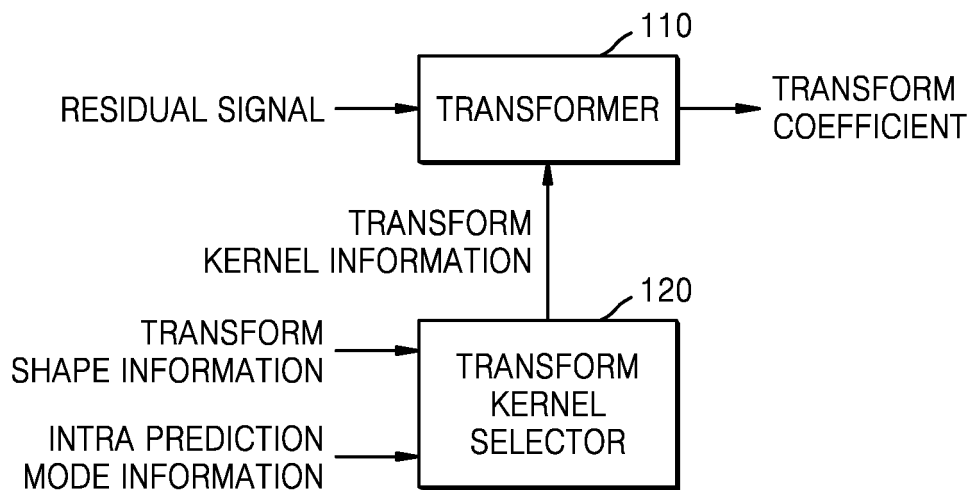 110
RESIDUAL SIGNAL
TRANSFORMER
TRANSFORM
COEFFICIENT
TRANSFORM
KERNEL INFORMATION
120
TRANSFORM
SHAPE INFORMATION
INTRA PREDICTION
MODE INFORMATION
TRANSFORM
KERNEL
SELECTOR